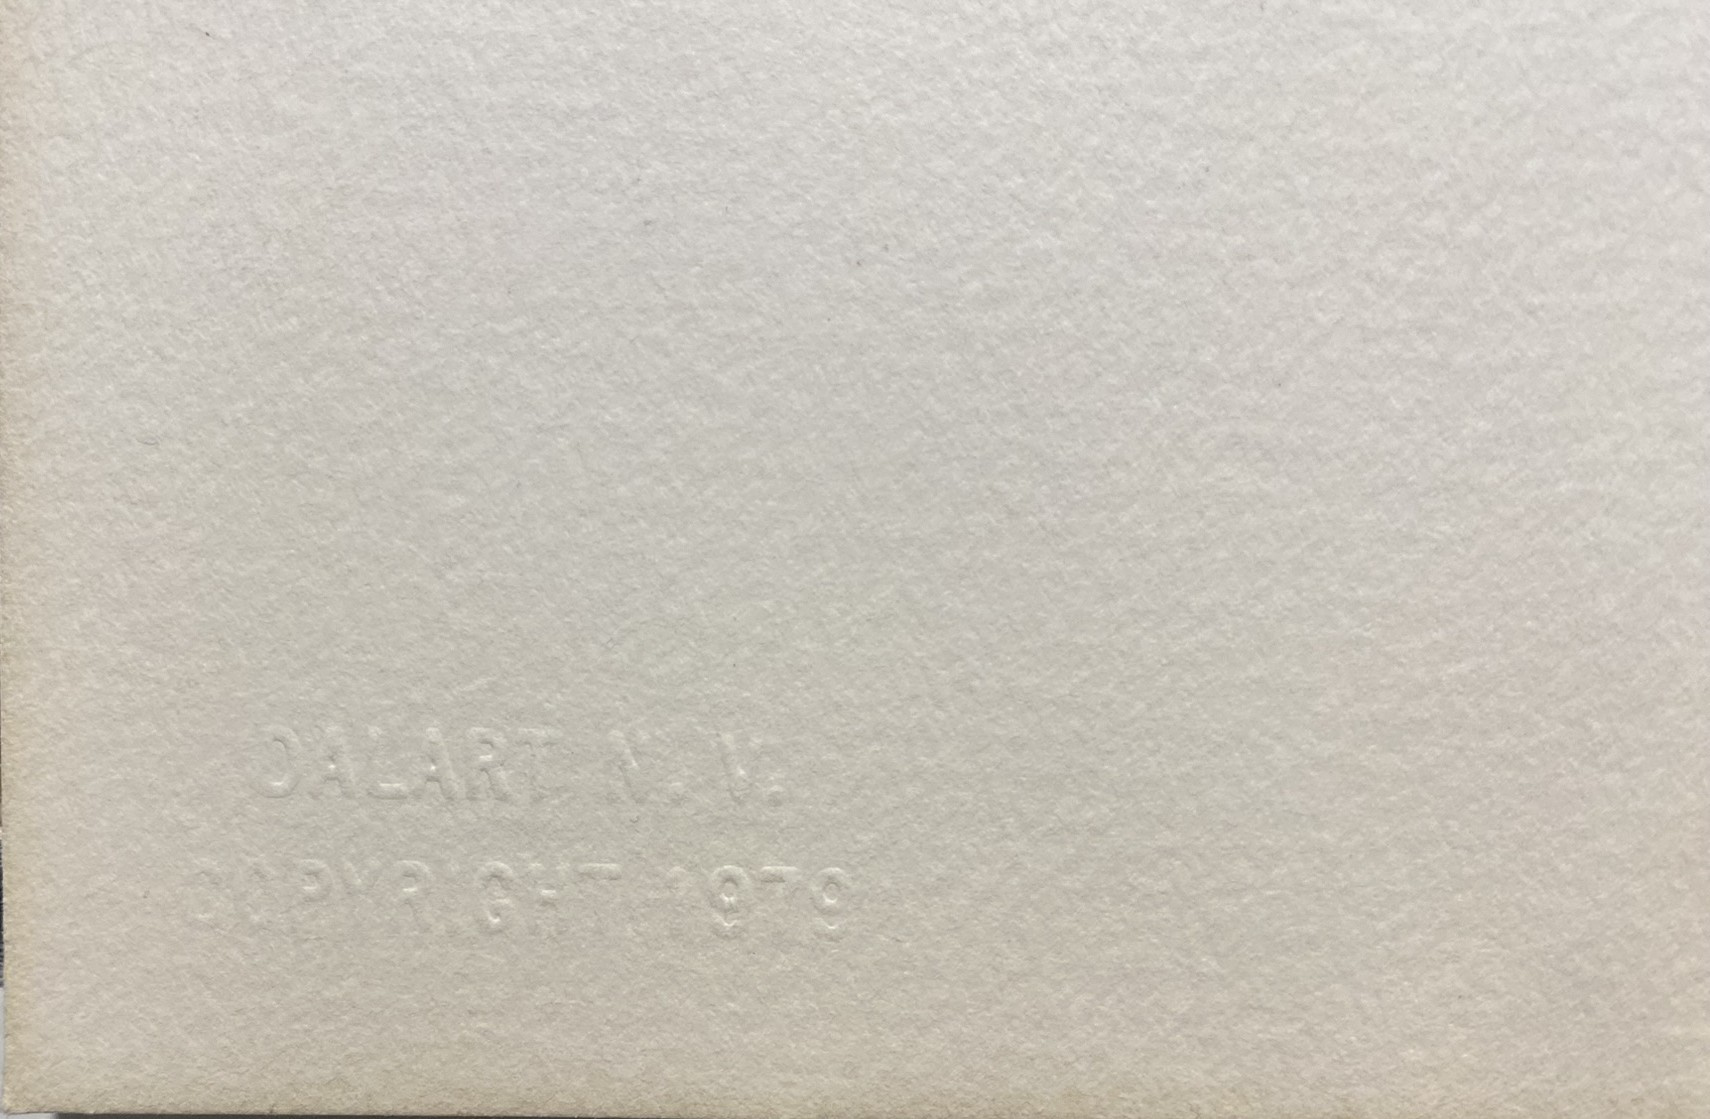 DALART N. V.
COPYRIGHT 1979